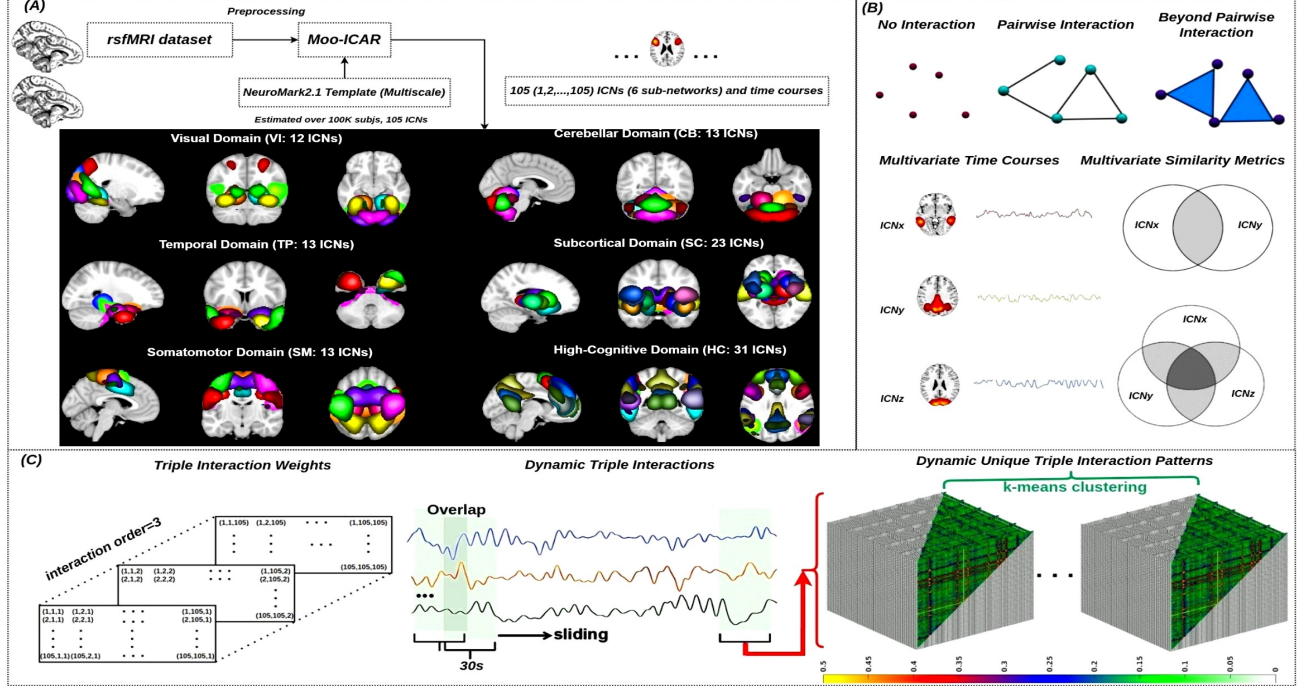 (A)
Preprocessing
rsfMRI dataset
Moo-ICAR
NeuroMark2.1 Template (Multiscale)
Estimated over 100K subjs, 105 ICNs
105 (1,2,...,105) ICNs (6 sub-networks) and time courses
Visual Domain (VI: 12 ICNs)
Cerebellar Domain (CB: 13 ICNs)
Temporal Domain (TP: 13 ICNs)
Subcortical Domain (SC: 23 ICNs)
Somatomotor Domain (SM: 13 ICNs)
High-Cognitive Domain (HC: 31 ICNs)
(B)
No Interaction
Pairwise Interaction
Beyond Pairwise
Interaction
Multivariate Time Courses
Multivariate Similarity Metrics
ICNx
ICNy
ICNz
ICNx
ICNy
ICNx
ICNy
ICNz
(C)
Triple Interaction Weights
interaction order=3
(1,1,105) (1,2,105) (1,105,105)
(105,105,105)
(1,1,2) (1,2,2) (1,105,2)
(2,1,2) (2,2,2) (2,105,2)
(105,105,2)
(1,1,1) (1,2,1) (1,105,1)
(2,1,1) (2,2,1) (2,105,1)
(105,1,1) (105,2,1) (105,105,1)
Dynamic Triple Interactions
Overlap
sliding
30s
Dynamic Unique Triple Interaction Patterns
k-means clustering
0.5 0.45 0.4 0.35 0.3 0.25 0.2 0.15 0.1 0.05 0